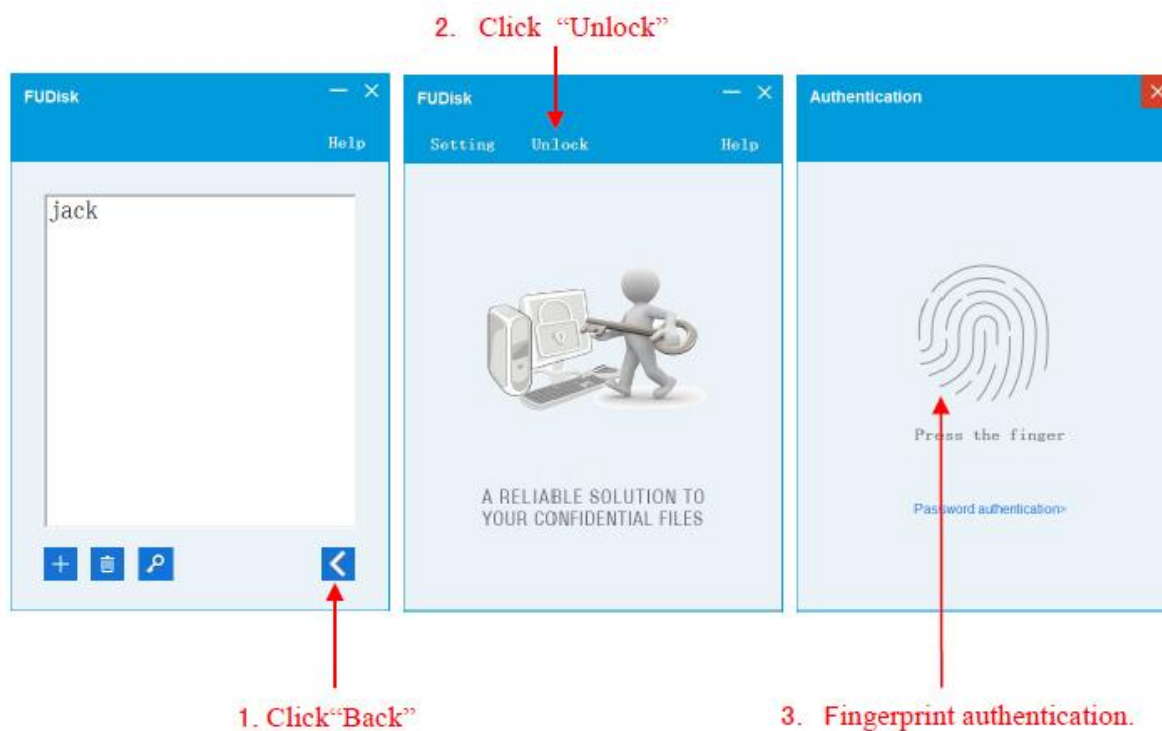 2. Click “Unlock”
FUDisk
Help
jack
FUDisk
Setting Unlock Help
A RELIABLE SOLUTION TO
YOUR CONFIDENTIAL FILES
Authentication
Press the finger
Password authentication>
1. Click“Back”
3. Fingerprint authentication.